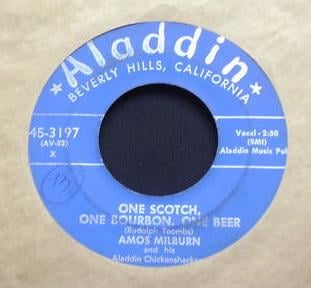 ★ Aladdin ★
BEVERLY HILLS, CALIFORNIA
45-3197
(AV-52)
X
Vocal - 2:50
(BMI)
Aladdin Music Pub
13
ONE SCOTCH,
ONE BOURBON, ONE BEER
(Rudolph Toombs)
AMOS MILBURN
and his
Aladdin Chickenshackers